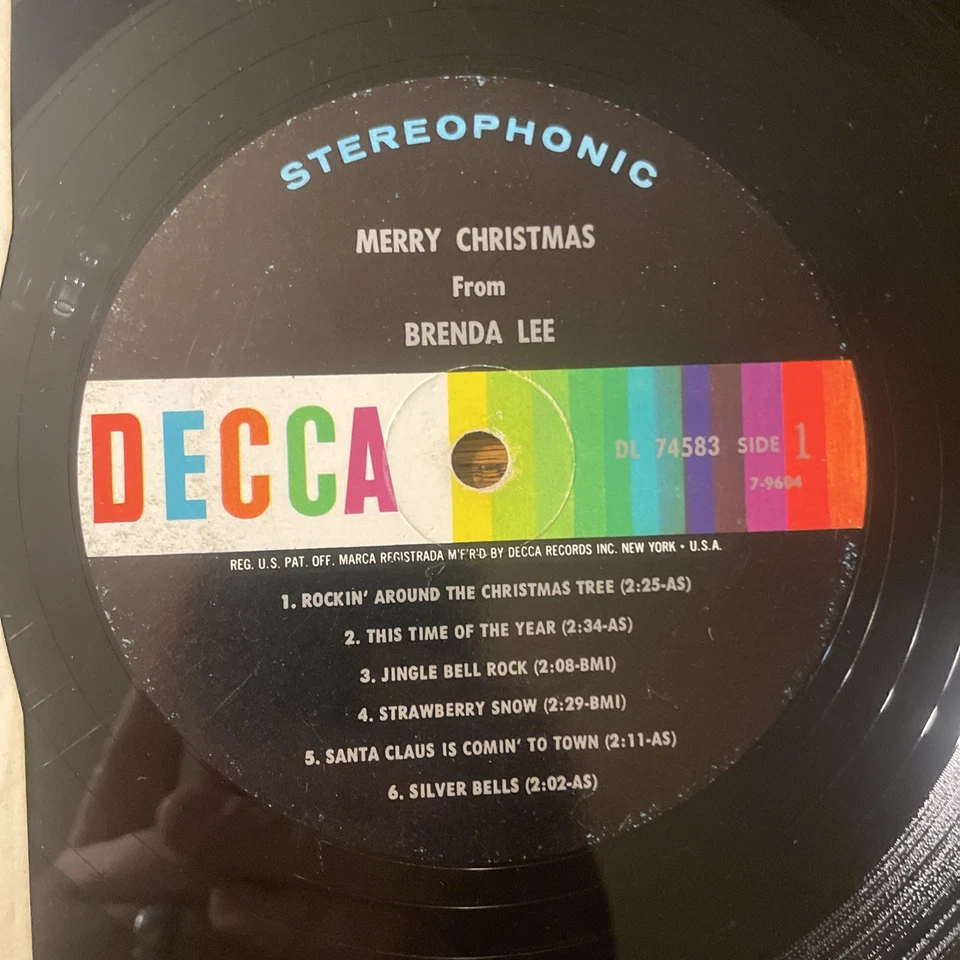 STEREOPHONIC
MERRY CHRISTMAS
From
BRENDA LEE
DECCA
DL 74583 SIDE 1
7-9604
REG. U.S. PAT. OFF. MARCA REGISTRADA M'F'R'D BY DECCA RECORDS INC. NEW YORK • U.S.A.
1. ROCKIN' AROUND THE CHRISTMAS TREE (2:25-AS)
2. THIS TIME OF THE YEAR (2:34-AS)
3. JINGLE BELL ROCK (2:08-BMI)
4. STRAWBERRY SNOW (2:29-BMI)
5. SANTA CLAUS IS COMIN' TO TOWN (2:11-AS)
6. SILVER BELLS (2:02-AS)